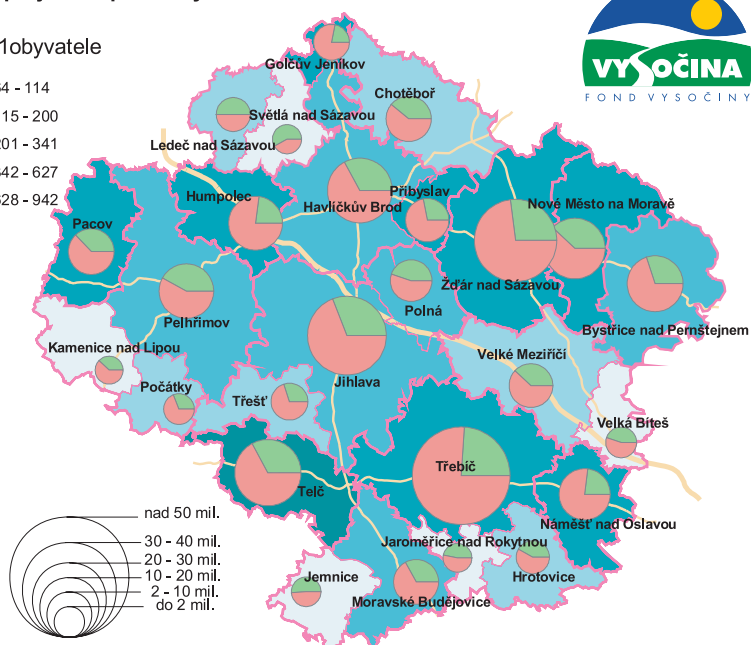 1obyvatele
- 114
15 - 200
201 - 341
- 627
- 942
VYSOČINA
FOND VYSOČINY
Golčův Jeníkov
Chotěboř
Světlá nad Sázavou
Ledeč nad Sázavou
Humpolec
Havlíčkův Brod
Přibyslav
Nové Město na Moravě
Pacov
Žďár nad Sázavou
Polná
Pelhřimov
Bystřice nad Pernštejnem
Kamenice nad Lipou
Velké Meziříčí
Jihlava
Počátky
Třešť
Velká Bíteš
Třebíč
Telč
Náměšť nad Oslavou
Jaroměřice nad Rokytnou
Hrotovice
Jemnice
Moravské Budějovice
nad 50 mil.
30 - 40 mil.
20 - 30 mil.
10 - 20 mil.
2 - 10 mil.
do 2 mil.